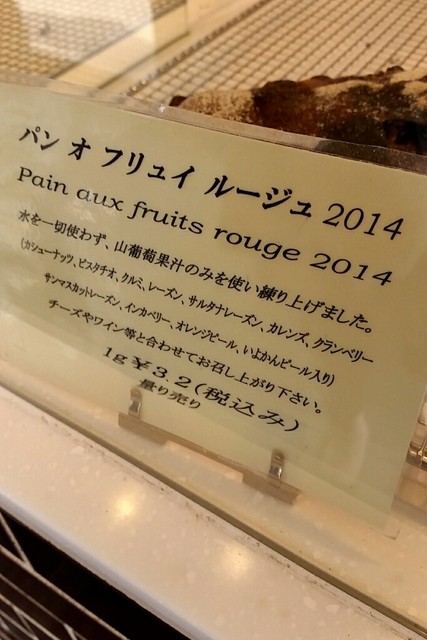 パン オ フリュイ ルージュ 2014
Pain aux fruits rouge 2014
水を一切使わず、山葡萄果汁のみを使い練り上げました。
(カシューナッツ、ピスタチオ、クルミ、レーズン、サルタナレーズン、カレンズ、クランベリー
サンマスカットレーズン、インカベリー、オレンジピール、いよかんピール入り)
チーズやワイン等と合わせてお召し上がり下さい。
1g￥3.2(税込み)
量り売り